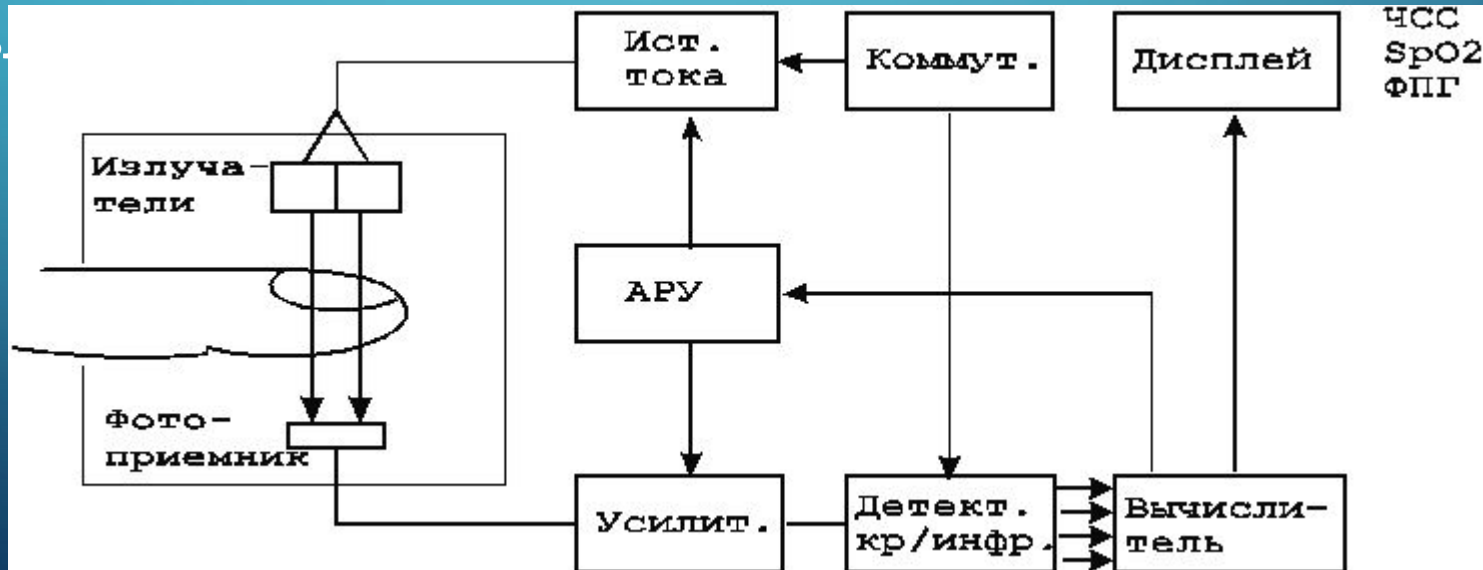 Ист.
тока
Коммут.
Дисплей
ЧСС
SpO2
ФПГ
Излуча-
тели
АРУ
Фото-
приемник
Усилит.
Детект.
кр/инфр.
Вычисли-
тель